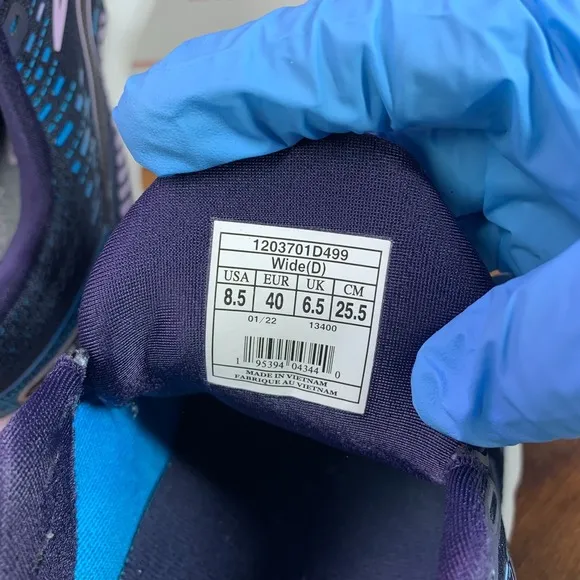 1203701D499
Wide(D)
USA EUR UK CM
8.5 40 6.5 25.5
01/22 13400
1 95394 04344 0
MADE IN VIETNAM
FABRIQUE AU VIETNAM